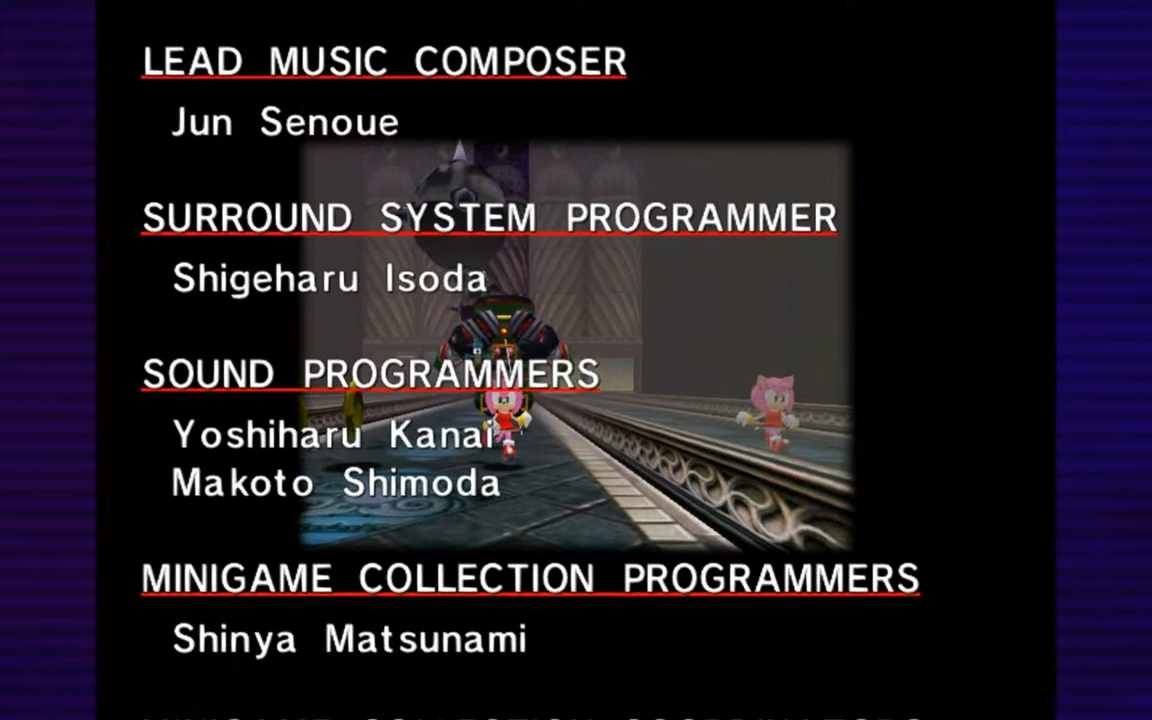 LEAD MUSIC COMPOSER
Jun Senoue
SURROUND SYSTEM PROGRAMMER
Shigeharu Isoda
SOUND PROGRAMMERS
Yoshiharu Kanai
Makoto Shimoda
MINIGAME COLLECTION PROGRAMMERS
Shinya Matsunami